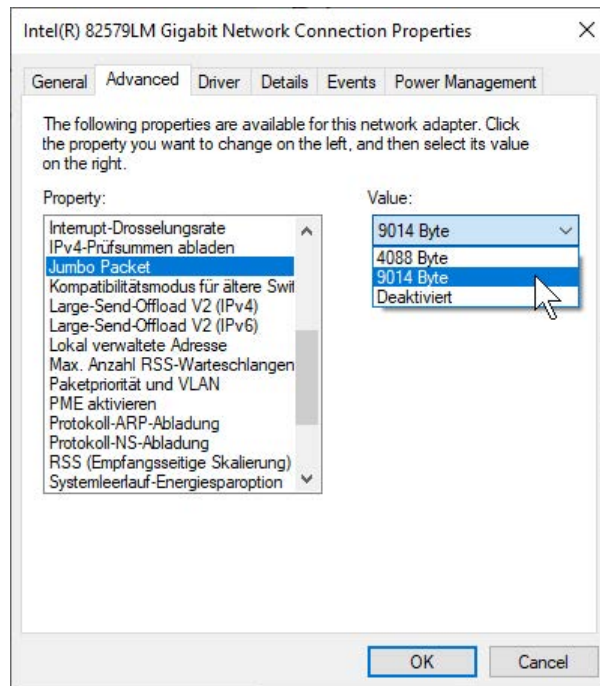 Intel(R) 82579LM Gigabit Network Connection Properties
General Advanced Driver Details Events Power Management
The following properties are available for this network adapter. Click
the property you want to change on the left, and then select its value
on the right.
Property:
Value:
Interrupt-Drosselungsrate
IPv4-Prüfsummen abladen
Jumbo Packet
Kompatibilitätsmodus für ältere Swit
Large-Send-Offload V2 (IPv4)
Large-Send-Offload V2 (IPv6)
Lokal verwaltete Adresse
Max. Anzahl RSS-Warteschlangen
Paketpriorität und VLAN
PME aktivieren
Protokoll-ARP-Abladung
Protokoll-NS-Abladung
RSS (Empfangsseitige Skalierung)
Systemleerlauf-Energiesparoption
9014 Byte
4088 Byte
9014 Byte
Deaktiviert
OK
Cancel